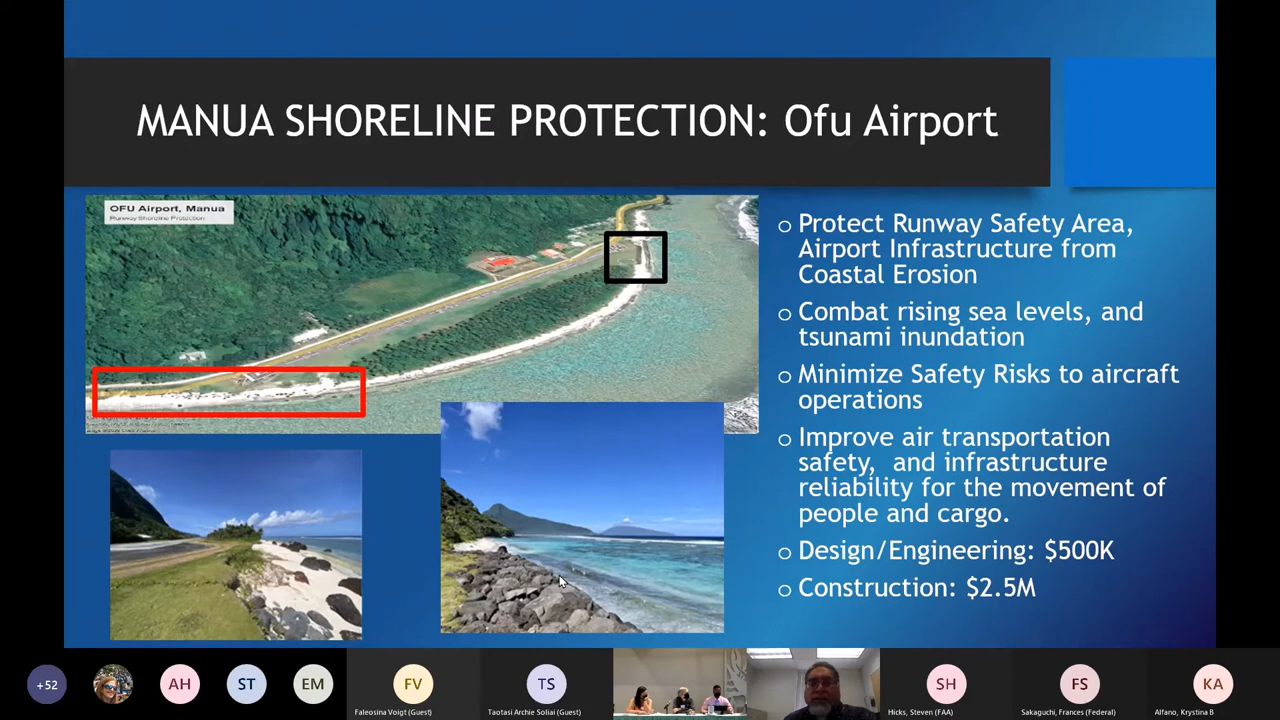 MANUA SHORELINE PROTECTION: Ofu Airport
OFU Airport, Manua
Runway Shoreline Protection
o Protect Runway Safety Area,
Airport Infrastructure from
Coastal Erosion
o Combat rising sea levels, and
tsunami inundation
o Minimize Safety Risks to aircraft
operations
o Improve air transportation
safety, and infrastructure
reliability for the movement of
people and cargo.
o Design/Engineering: $500K
o Construction: $2.5M
+52
AH
ST
EM
FV
TS
SH
FS
KA
Faleosina Voigt (Guest)
Taotasi Archie Soliai (Guest)
Hicks, Steven (FAA)
Sakaguchi, Frances (Federal)
Alfano, Krystina B